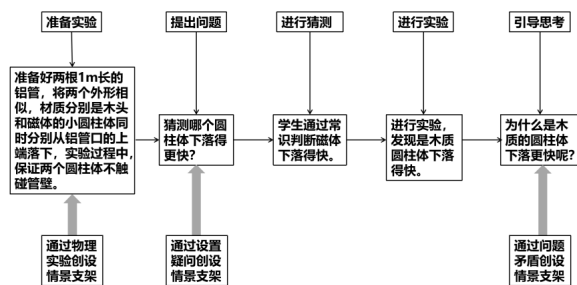 准备实验
提出问题
进行猜测
进行实验
引导思考
准备好两根1m长的
铝管，将两个外形相
似，材质分别是木头
和磁体的小圆柱体同
时分别从铝管口的上
端落下，实验过程中，
保证两个圆柱体不触
碰管壁。
猜测哪个圆
柱体下落得
更快？
学生通过常
识判断磁体
下落得快。
进行实验，
发现是木质
圆柱体下落
得快。
为什么是木
质的圆柱体
下落更快呢？
通过物理
实验创设
情景支架
通过设置
疑问创设
情景支架
通过问题
矛盾创设
情景支架